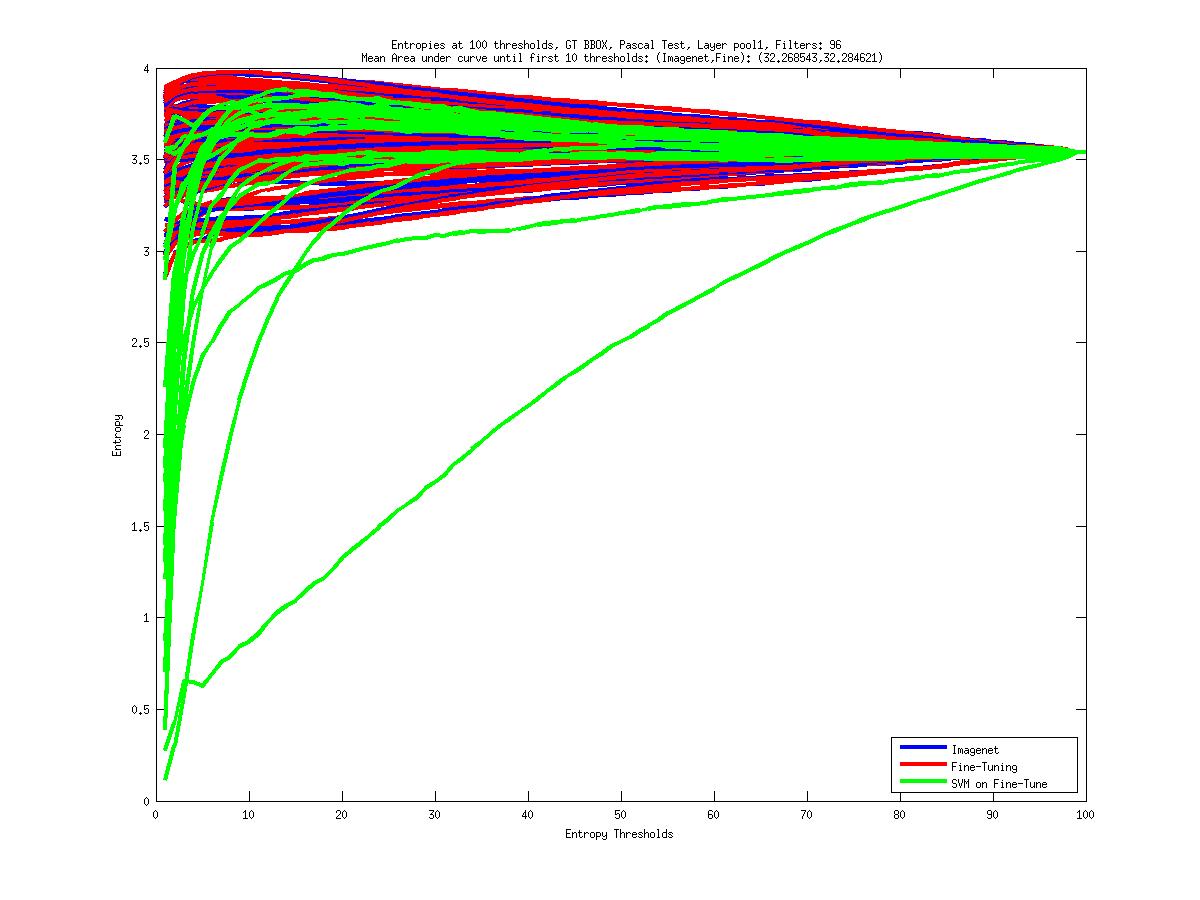 Entropies at 100 thresholds, GT BBOX, Pascal Test, Layer pool1, Filters: 96
Mean Area under curve until first 10 thresholds: (Imagenet,Fine): (32.268543,32.284621)
4
3.5
3
2.5
2
1.5
1
0.5
0
Entropy
0 10 20 30 40 50 60 70 80 90 100
Entropy Thresholds
Imagenet
Fine-Tuning
SVM on Fine-Tune